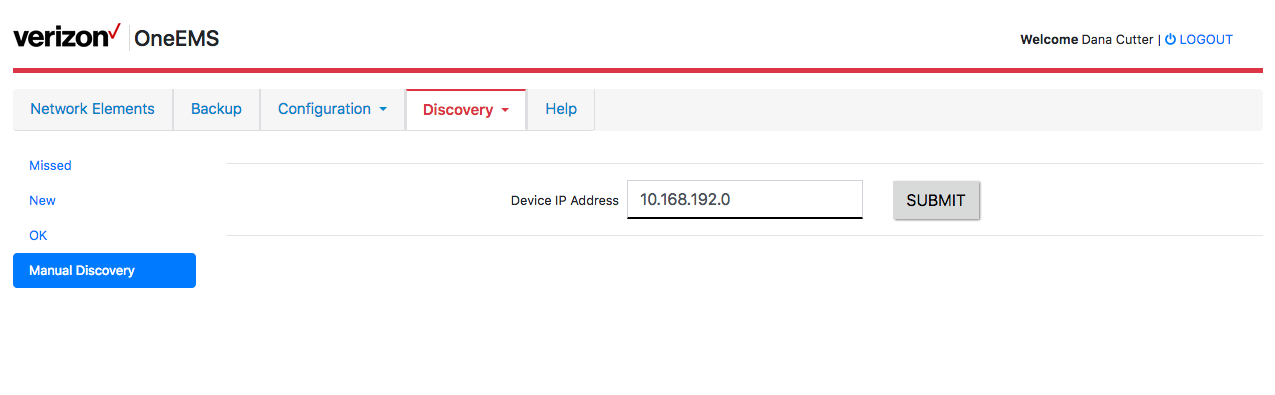 verizon✓ OneEMS
Welcome Dana Cutter | LOGOUT
Network Elements Backup Configuration Discovery Help
Missed
New
OK
Manual Discovery
Device IP Address 10.168.192.0 SUBMIT